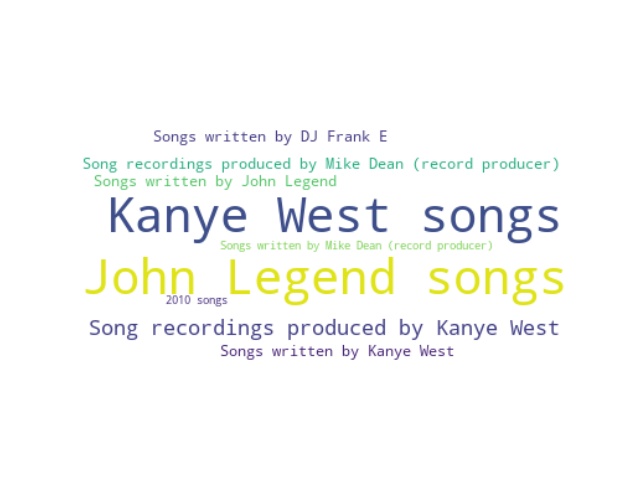 Songs written by DJ Frank E
Song recordings produced by Mike Dean (record producer)
Songs written by John Legend
Kanye West songs
Songs written by Mike Dean (record producer)
John Legend songs
2010 songs
Song recordings produced by Kanye West
Songs written by Kanye West